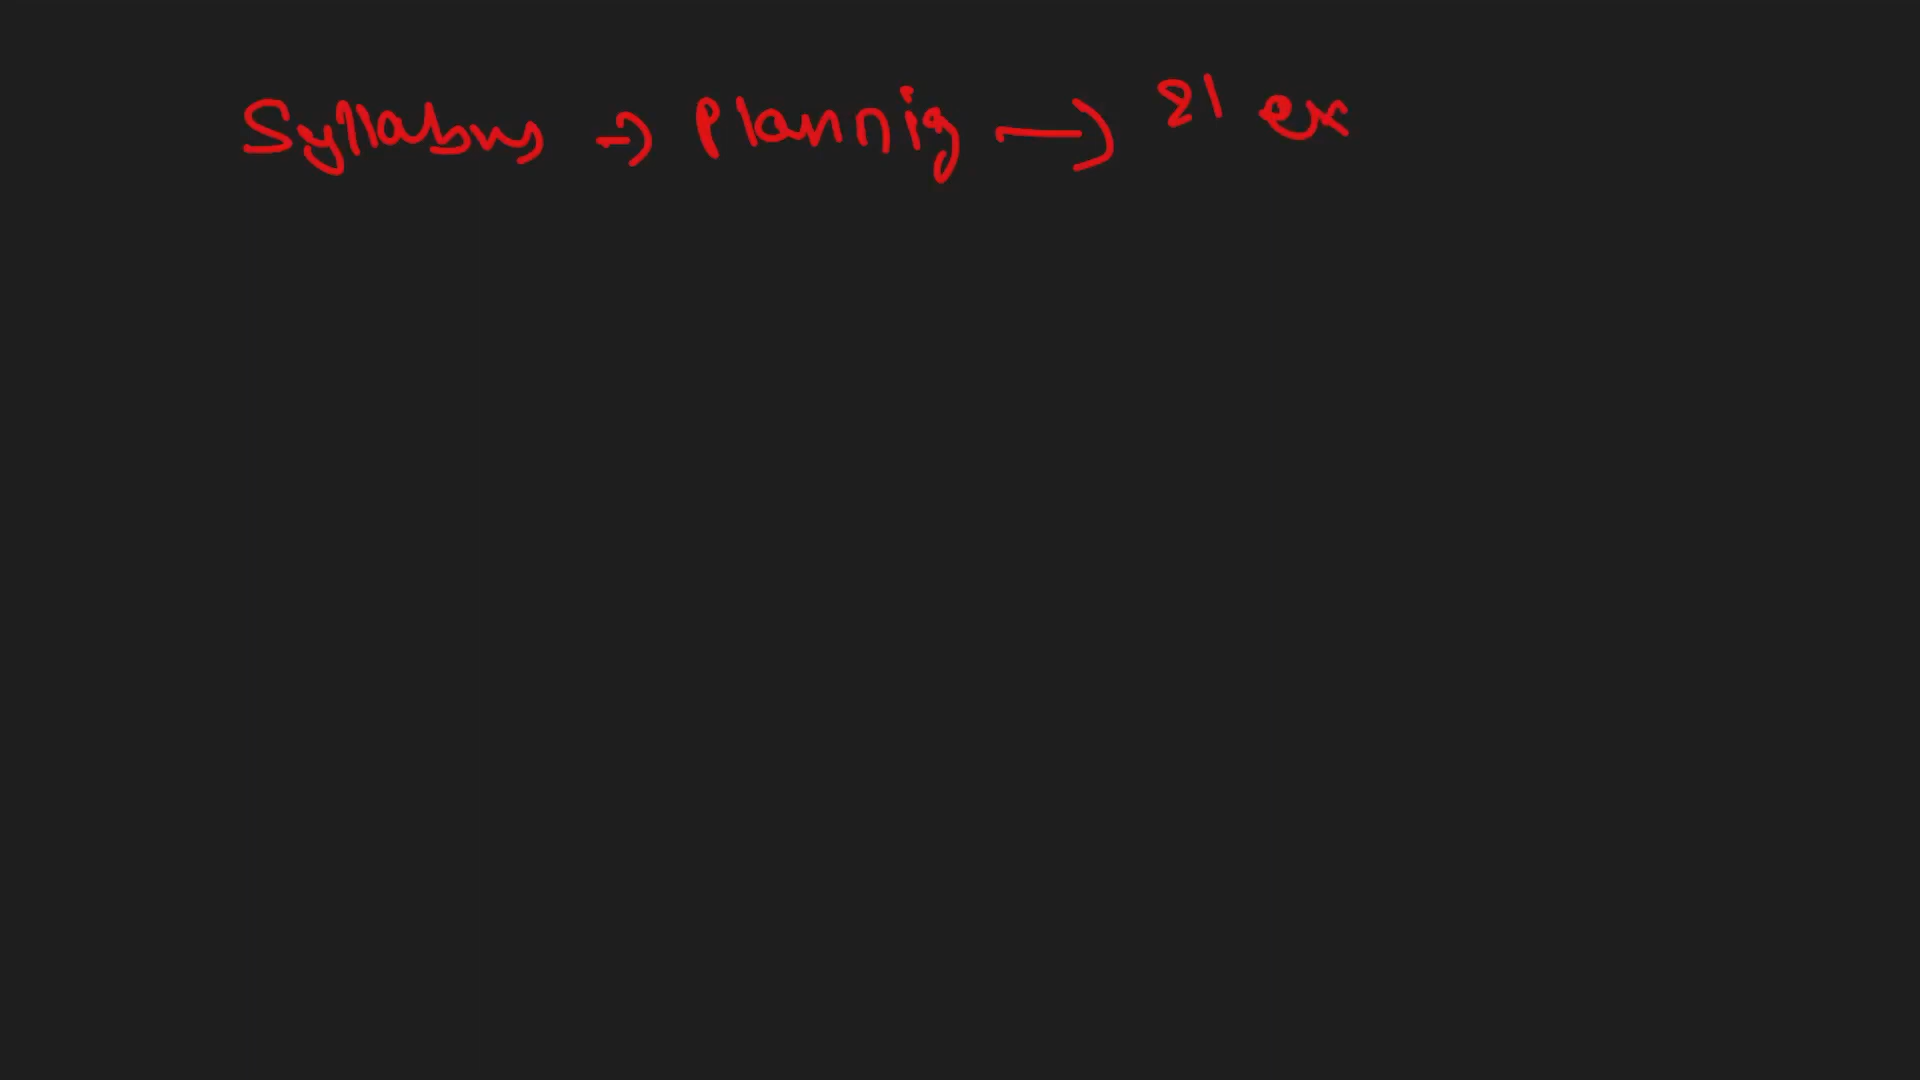 Syllabus → Plannig → 21 ex